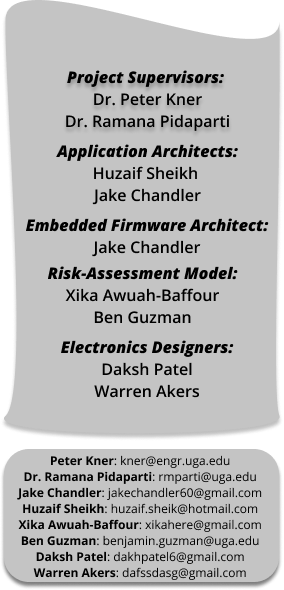 Project Supervisors:
Dr. Peter Kner
Dr. Ramana Pidaparti
Application Architects:
Huzaif Sheikh
Jake Chandler
Embedded Firmware Architect:
Jake Chandler
Risk-Assessment Model:
Xika Awuah-Baffour
Ben Guzman
Electronics Designers:
Daksh Patel
Warren Akers
Peter Kner: kner@engr.uga.edu
Dr. Ramana Pidaparti: rmparti@uga.edu
Jake Chandler: jakechandler60@gmail.com
Huzaif Sheikh: huzaif.sheik@hotmail.com
Xika Awuah-Baffour: xikahere@gmail.com
Ben Guzman: benjamin.guzman@uga.edu
Daksh Patel: dakhpatel6@gmail.com
Warren Akers: dafssdasg@gmail.com